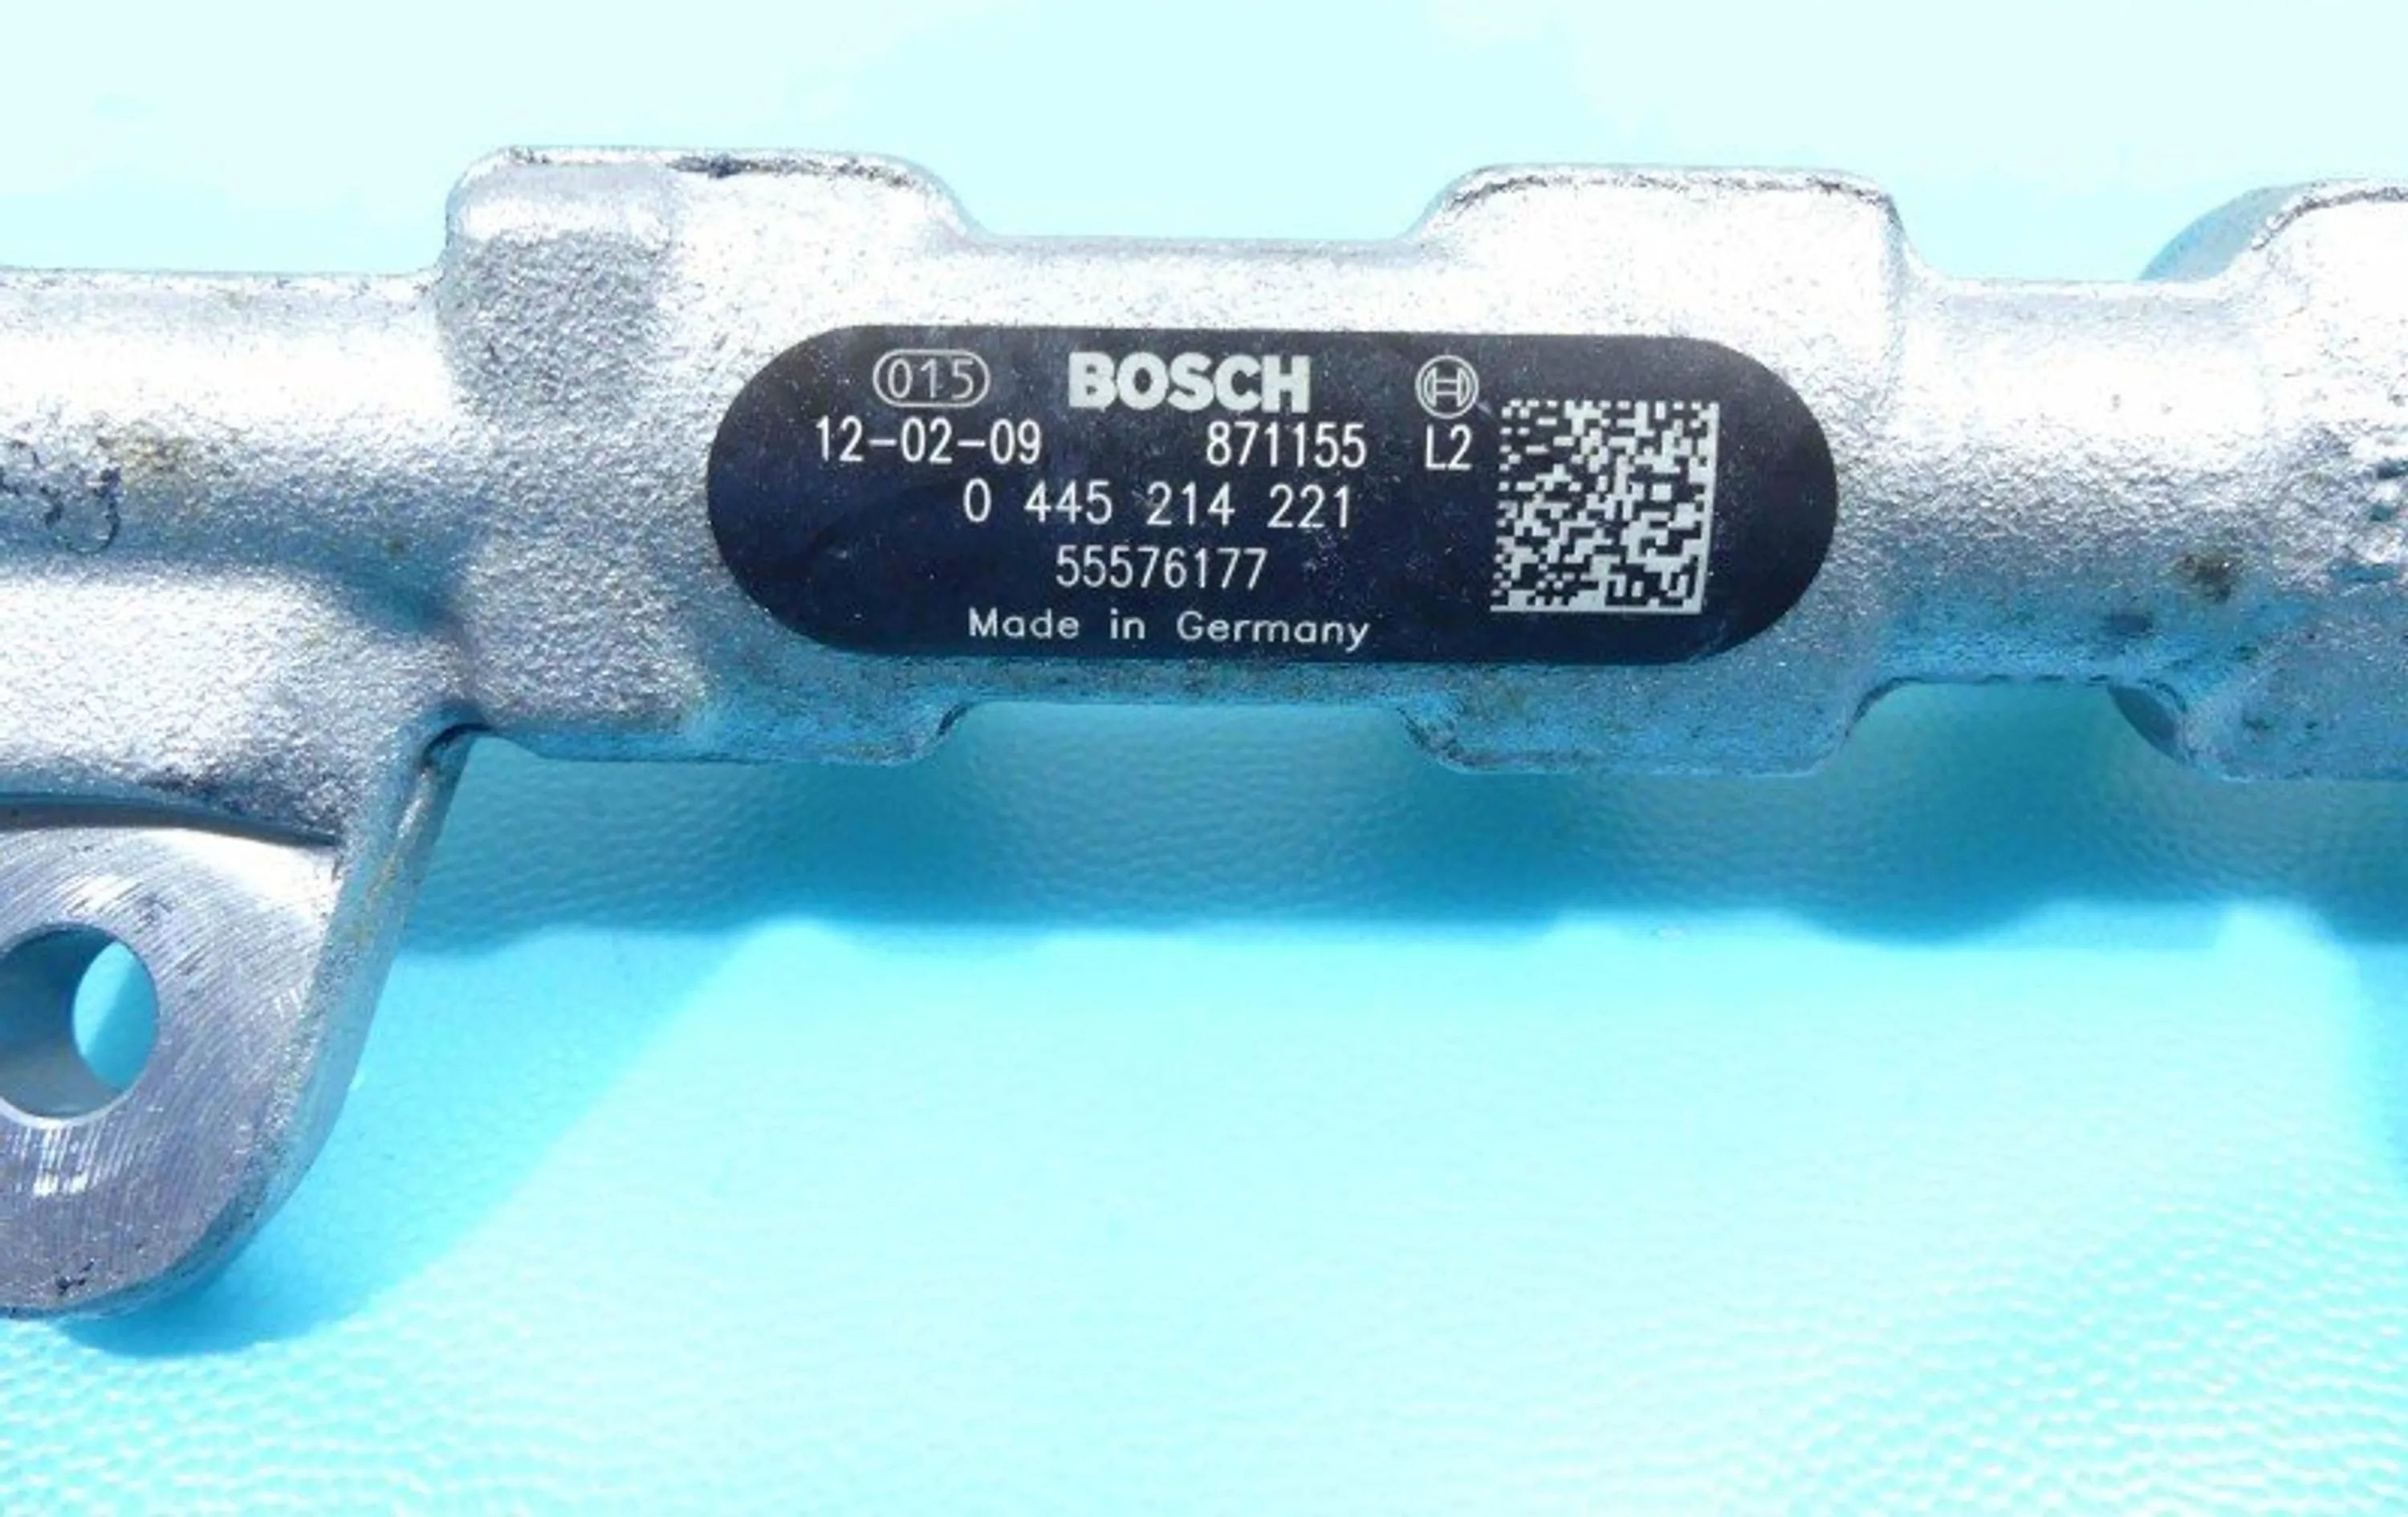 015 BOSCH
12-02-09 871155 L2
0 445 214 221
55576177
Made in Germany